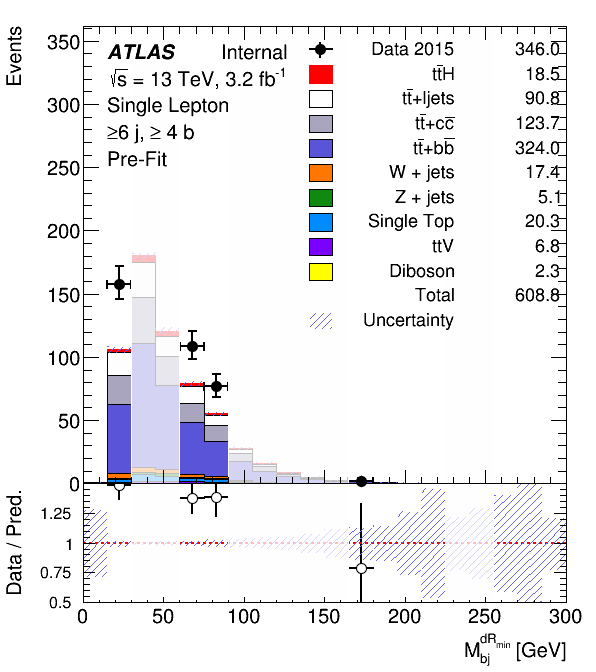 Events
350
300
250
200
150
100
50
0
ATLAS Internal
√s = 13 TeV, 3.2 fb⁻¹
Single Lepton
≥6 j, ≥ 4 b
Pre-Fit
Data 2015 346.0
tt̄H 18.5
tt̄+ljets 90.8
tt̄+cc̄ 123.7
tt̄+bb̄ 324.0
W + jets 17.4
Z + jets 5.1
Single Top 20.3
ttV 6.8
Diboson 2.3
Total 608.8
Uncertainty
Data / Pred.
1.25
1
0.75
0.5
0 50 100 150 200 250 300
M_bj^dR_min [GeV]